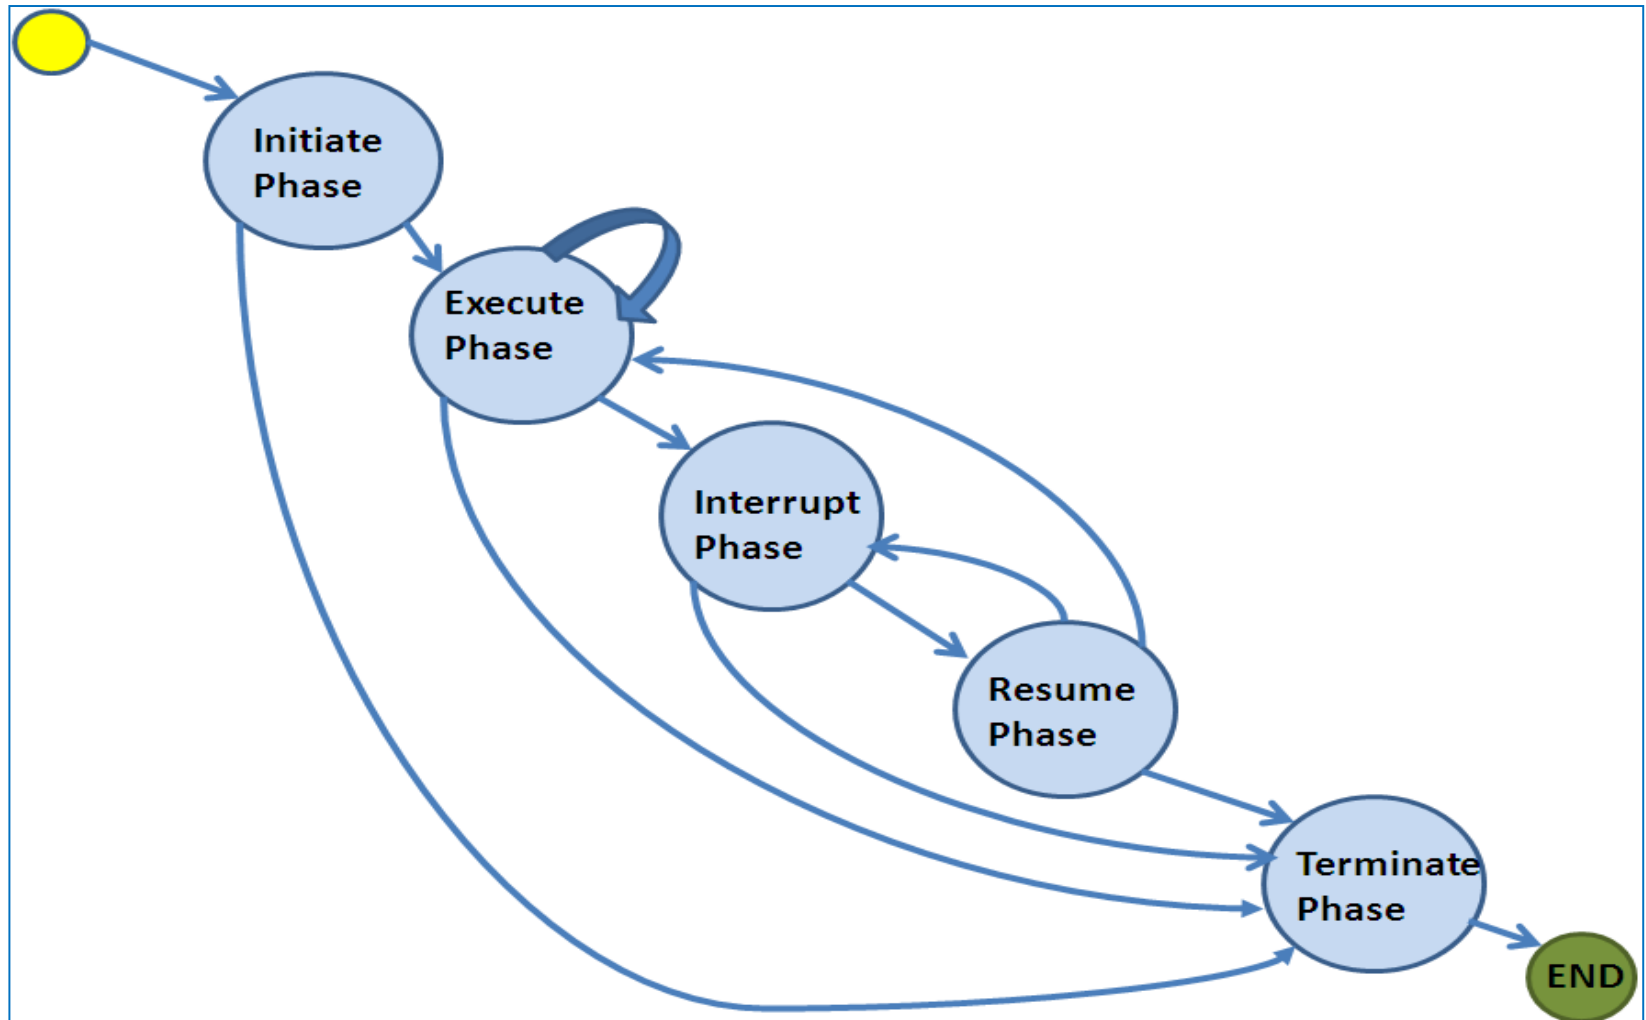 Initiate
Phase
Execute
Phase
Interrupt
Phase
Resume
Phase
Terminate
Phase
END